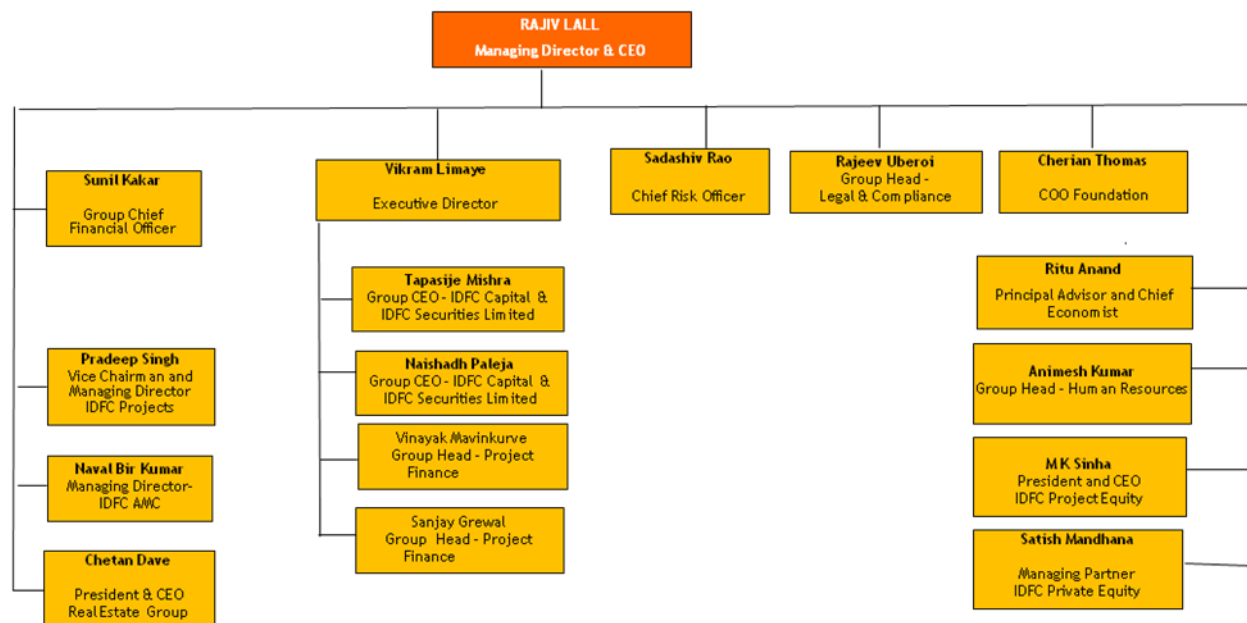 RAJIV LALL
Managing Director & CEO
Sunil Kakar
Group Chief
Financial Officer
Vikram Limaye
Executive Director
Sadashiv Rao
Chief Risk Officer
Rajeev Uberoi
Group Head -
Legal & Compliance
Cherian Thomas
COO Foundation
Tapasije Mishra
Group CEO - IDFC Capital &
IDFC Securities Limited
Naishadh Paleja
Group CEO - IDFC Capital &
IDFC Securities Limited
Vinayak Mavinkurve
Group Head - Project
Finance
Sanjay Grewal
Group Head - Project
Finance
Pradeep Singh
Vice Chairman and
Managing Director
IDFC Projects
Naval Bir Kumar
Managing Director-
IDFC AMC
Chetan Dave
President & CEO
Real Estate Group
Ritu Anand
Principal Advisor and Chief
Economist
Animesh Kumar
Group Head - Human Resources
M K Sinha
President and CEO
IDFC Project Equity
Satish Mandhana
Managing Partner
IDFC Private Equity